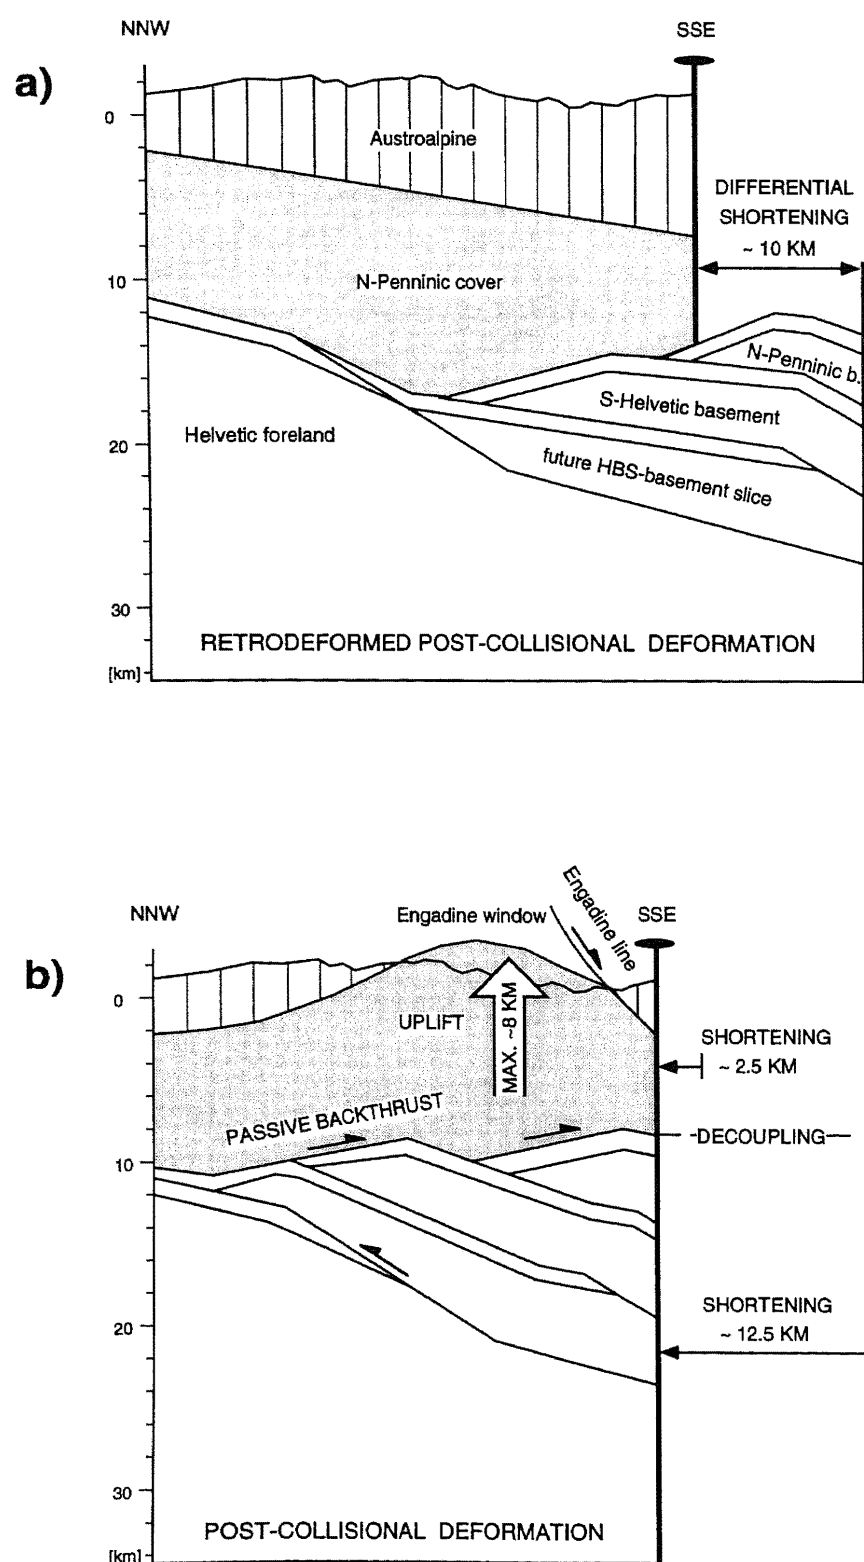 a)
NNW
SSE
0
10
20
30
[km]
Austroalpine
DIFFERENTIAL
SHORTENING
~ 10 KM
N-Penninic cover
N-Penninic b.
S-Helvetic basement
Helvetic foreland
future HBS-basement slice
RETRODEFORMED POST-COLLISIONAL DEFORMATION
b)
NNW
Engadine window
Engadine line
SSE
0
10
20
30
[km]
UPLIFT
MAX. ~8 KM
SHORTENING
~ 2.5 KM
PASSIVE BACKTHRUST
DECOUPLING
SHORTENING
~ 12.5 KM
POST-COLLISIONAL DEFORMATION